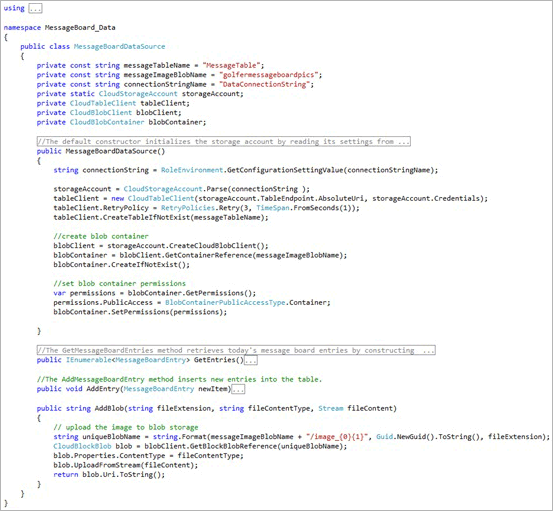 using ...
namespace MessageBoard_Data
{
public class MessageBoardDataSource
{
private const string messageTableName = "MessageTable";
private const string messageImageBlobName = "golfermessageboardpics";
private const string connectionStringName = "DataConnectionString";
private static CloudStorageAccount storageAccount;
private CloudTableClient tableClient;
private CloudBlobClient blobClient;
private CloudBlobContainer blobContainer;
//The default constructor initializes the storage account by reading its settings from ...
public MessageBoardDataSource()
{
string connectionString = RoleEnvironment.GetConfigurationSettingValue(connectionStringName);
storageAccount = CloudStorageAccount.Parse(connectionString );
tableClient = new CloudTableClient(storageAccount.TableEndpoint.AbsoluteUri, storageAccount.Credentials);
tableClient.RetryPolicy = RetryPolicies.Retry(3, TimeSpan.FromSeconds(1));
tableClient.CreateTableIfNotExist(messageTableName);
//create blob container
blobClient = storageAccount.CreateCloudBlobClient();
blobContainer = blobClient.GetContainerReference(messageImageBlobName);
blobContainer.CreateIfNotExist();
//set blob container permissions
var permissions = blobContainer.GetPermissions();
permissions.PublicAccess = BlobContainerPublicAccessType.Container;
blobContainer.SetPermissions(permissions);
}
//The GetMessageBoardEntries method retrieves today's message board entries by constructing ...
public IEnumerable<MessageBoardEntry> GetEntries()...
//The AddMessageBoardEntry method inserts new entries into the table.
public void AddEntry(MessageBoardEntry newItem)...
public string AddBlob(string fileExtension, string fileContentType, Stream fileContent)
{
// upload the image to blob storage
string uniqueBlobName = string.Format(messageImageBlobName + "/image_{0}{1}", Guid.NewGuid().ToString(), fileExtension);
CloudBlockBlob blob = blobClient.GetBlockBlobReference(uniqueBlobName);
blob.Properties.ContentType = fileContentType;
blob.UploadFromStream(fileContent);
return blob.Uri.ToString();
}
}
}